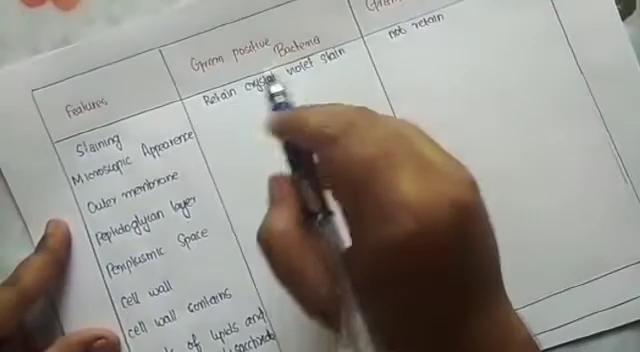 Features
Gram positive Bacteria
Gram
Staining
Retain crystal violet stain
not retain
Microscopic Appearence
Outer membrane
Peptidoglycan layer
Periplasmic Space
Cell wall
cell wall contains
of lipids and